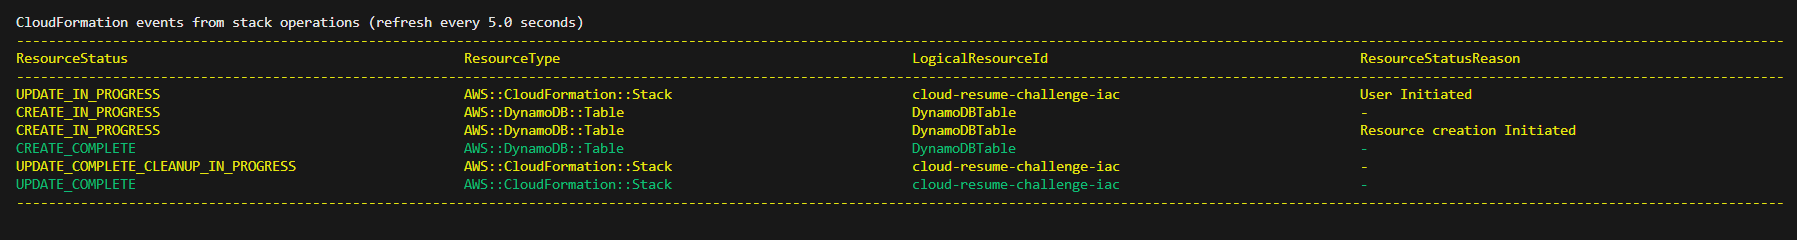 CloudFormation events from stack operations (refresh every 5.0 seconds)
ResourceStatus ResourceType LogicalResourceId ResourceStatusReason
UPDATE_IN_PROGRESS AWS::CloudFormation::Stack cloud-resume-challenge-iac User Initiated
CREATE_IN_PROGRESS AWS::DynamoDB::Table DynamoDBTable -
CREATE_IN_PROGRESS AWS::DynamoDB::Table DynamoDBTable Resource creation Initiated
CREATE_COMPLETE AWS::DynamoDB::Table DynamoDBTable -
UPDATE_COMPLETE_CLEANUP_IN_PROGRESS AWS::CloudFormation::Stack cloud-resume-challenge-iac -
UPDATE_COMPLETE AWS::CloudFormation::Stack cloud-resume-challenge-iac -